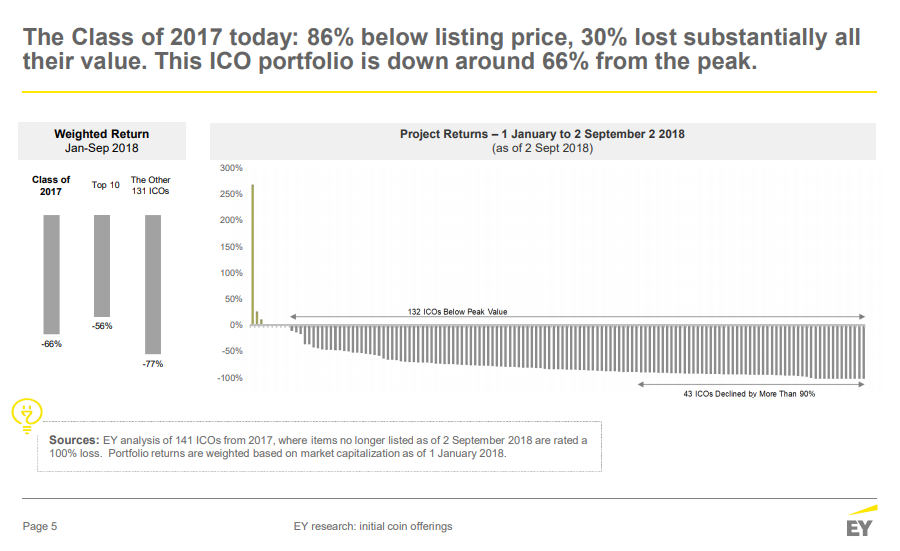 The Class of 2017 today: 86% below listing price, 30% lost substantially all
their value. This ICO portfolio is down around 66% from the peak.
Weighted Return
Jan-Sep 2018
Class of
2017
Top 10
The Other
131 ICOs
-66%
-56%
-77%
Project Returns – 1 January to 2 September 2 2018
(as of 2 Sept 2018)
300%
250%
200%
150%
100%
50%
0%
-50%
-100%
132 ICOs Below Peak Value
43 ICOs Declined by More Than 90%
Sources: EY analysis of 141 ICOs from 2017, where items no longer listed as of 2 September 2018 are rated a
100% loss. Portfolio returns are weighted based on market capitalization as of 1 January 2018.
Page 5
EY research: initial coin offerings
EY